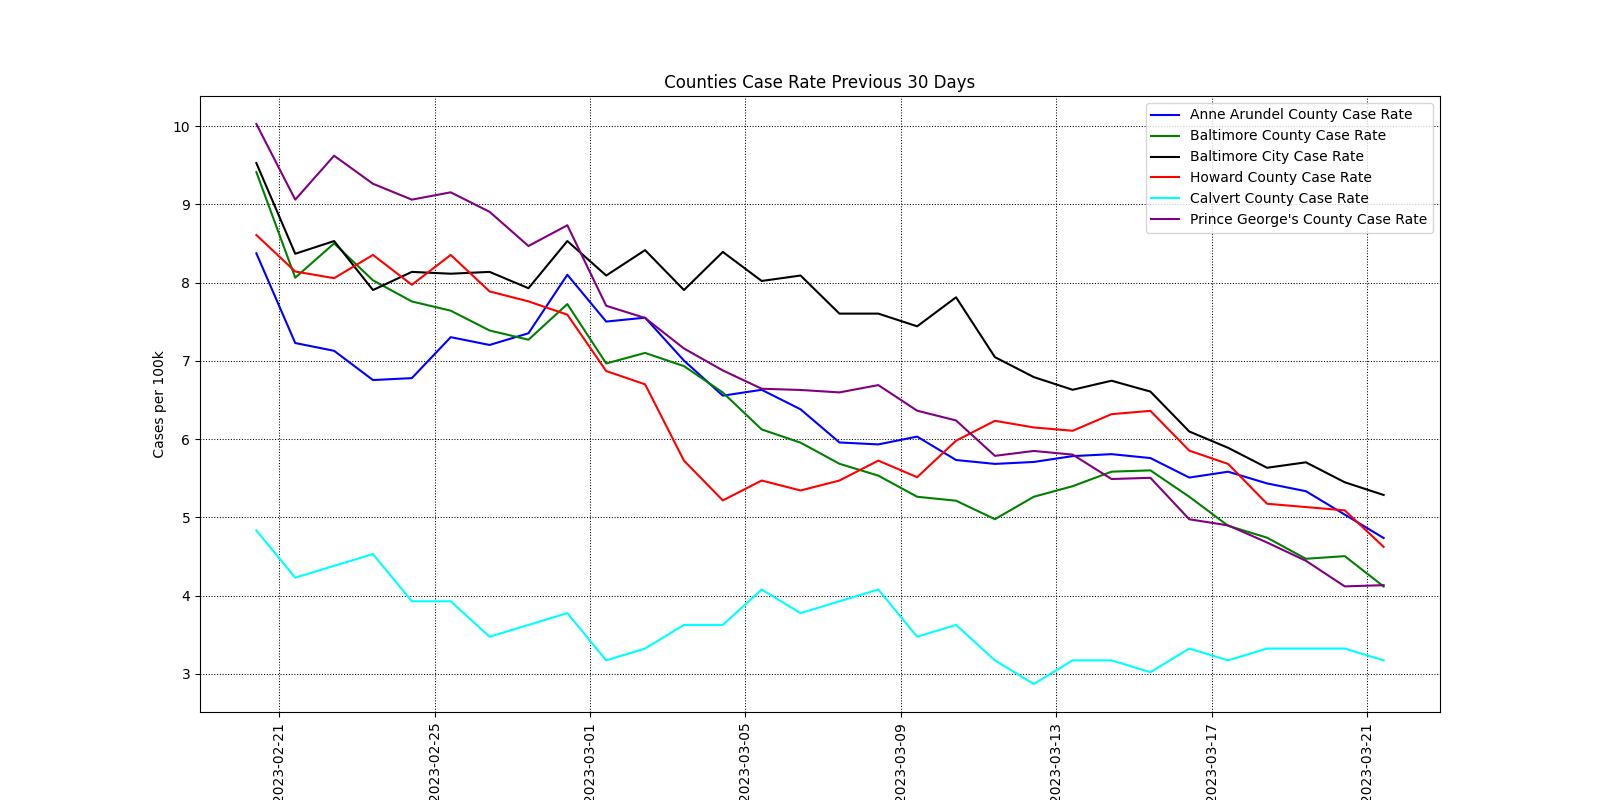 Counties Case Rate Previous 30 Days
Anne Arundel County Case Rate
Baltimore County Case Rate
Baltimore City Case Rate
Howard County Case Rate
Calvert County Case Rate
Prince George's County Case Rate
Cases per 100k
10
9
8
7
6
5
4
3
2023-02-21
2023-02-25
2023-03-01
2023-03-05
2023-03-09
2023-03-13
2023-03-17
2023-03-21